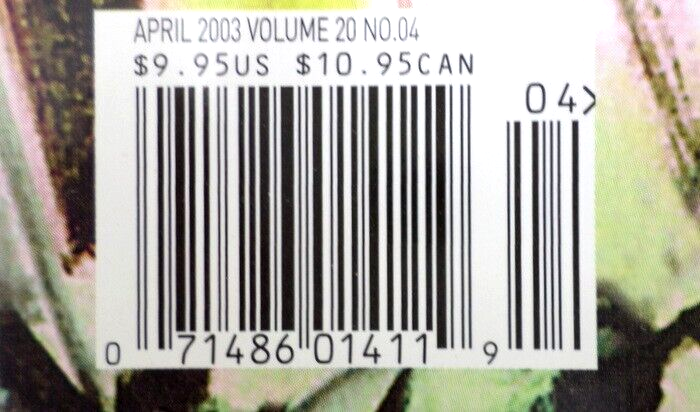 APRIL 2003 VOLUME 20 NO.04
$9.95US $10.95CAN
04>
0 71486 01411 9